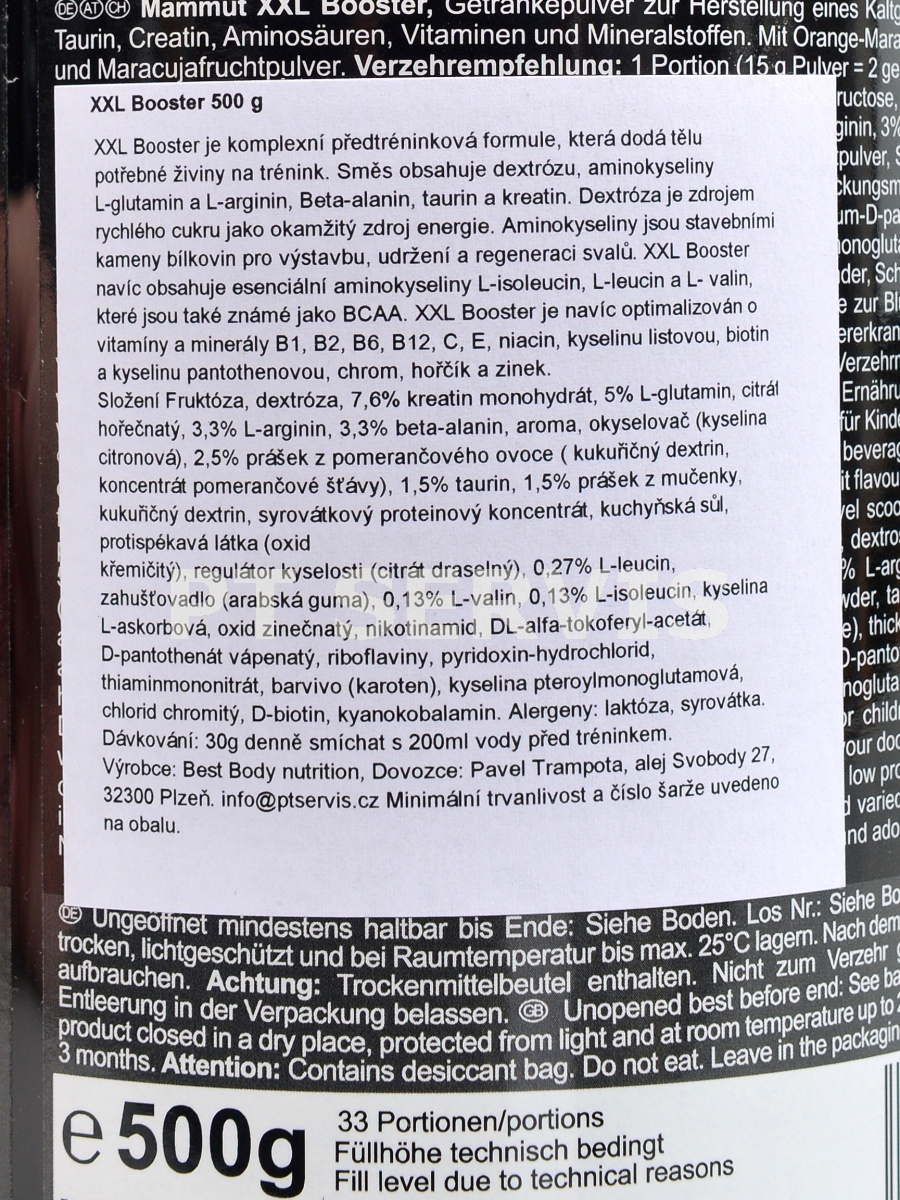 DE AT CH Mammut XXL Booster, Getränkepulver zur Herstellung eines
Taurin, Creatin, Aminosäuren, Vitaminen und Mineralstoffen. Mit
und Maracujafruchtpulver. Verzehrempfehlung: 1 Portion (15 g Pulver = 2
XXL Booster 500 g
XXL Booster je komplexní předtréninková formule, která dodá tělu
potřebné živiny na trénink. Směs obsahuje dextrózu, aminokyseliny
L-glutamin a L-arginin, Beta-alanin, taurin a kreatin. Dextróza je zdrojem
rychlého cukru jako okamžitý zdroj energie. Aminokyseliny jsou stavebními
kameny bílkovin pro výstavbu, udržení a regeneraci svalů. XXL Booster
navíc obsahuje esenciální aminokyseliny L-isoleucin, L-leucin a L- valin,
které jsou také známé jako BCAA. XXL Booster je navíc optimalizován o
vitamíny a minerály B1, B2, B6, B12, C, E, niacin, kyselinu listovou, biotin
a kyselinu pantothenovou, chrom, hořčík a zinek.
Složení Fruktóza, dextróza, 7,6% kreatin monohydrát, 5% L-glutamin, citrát
hořečnatý, 3,3% L-arginin, 3,3% beta-alanin, aroma, okyselovač (kyselina
citronová), 2,5% prášek z pomerančového ovoce ( kukuřičný dextrin,
koncentrát pomerančové šťávy), 1,5% taurin, 1,5% prášek z mučenky,
kukuřičný dextrin, syrovátkový proteinový koncentrát, kuchyňská sůl,
protispékavá látka (oxid
křemičitý), regulátor kyselosti (citrát draselný), 0,27% L-leucin,
zahušťovadlo (arabská guma), 0,13% L-valin, 0,13% L-isoleucin, kyselina
L-askorbová, oxid zinečnatý, nikotinamid, DL-alfa-tokoferyl-acetát,
D-pantothenát vápenatý, riboflaviny, pyridoxin-hydrochlorid,
thiaminmononitrát, barvivo (karoten), kyselina pteroylmonoglutamová,
chlorid chromitý, D-biotin, kyanokobalamin. Alergeny: laktóza, syrovátka.
Dávkování: 30g denně smíchat s 200ml vody před tréninkem.
Výrobce: Best Body nutrition, Dovozce: Pavel Trampota, alej Svobody 27,
32300 Plzeň. info@ptservis.cz Minimální trvanlivost a číslo šarže uvedeno
na obalu.
PT SERVIS
DE Ungeöffnet mindestens haltbar bis Ende: Siehe Boden. Los Nr.: Siehe
trocken, lichtgeschützt und bei Raumtemperatur bis max. 25°C lagern. Nach dem
aufbrauchen. Achtung: Trockenmittelbeutel enthalten. Nicht zum Verzehr
Entleerung in der Verpackung belassen. GB Unopened best before end: See
product closed in a dry place, protected from light and at room temperature up to
3 months. Attention: Contains desiccant bag. Do not eat. Leave in the
e 500g
33 Portionen/portions
Füllhöhe technisch bedingt
Fill level due to technical reasons